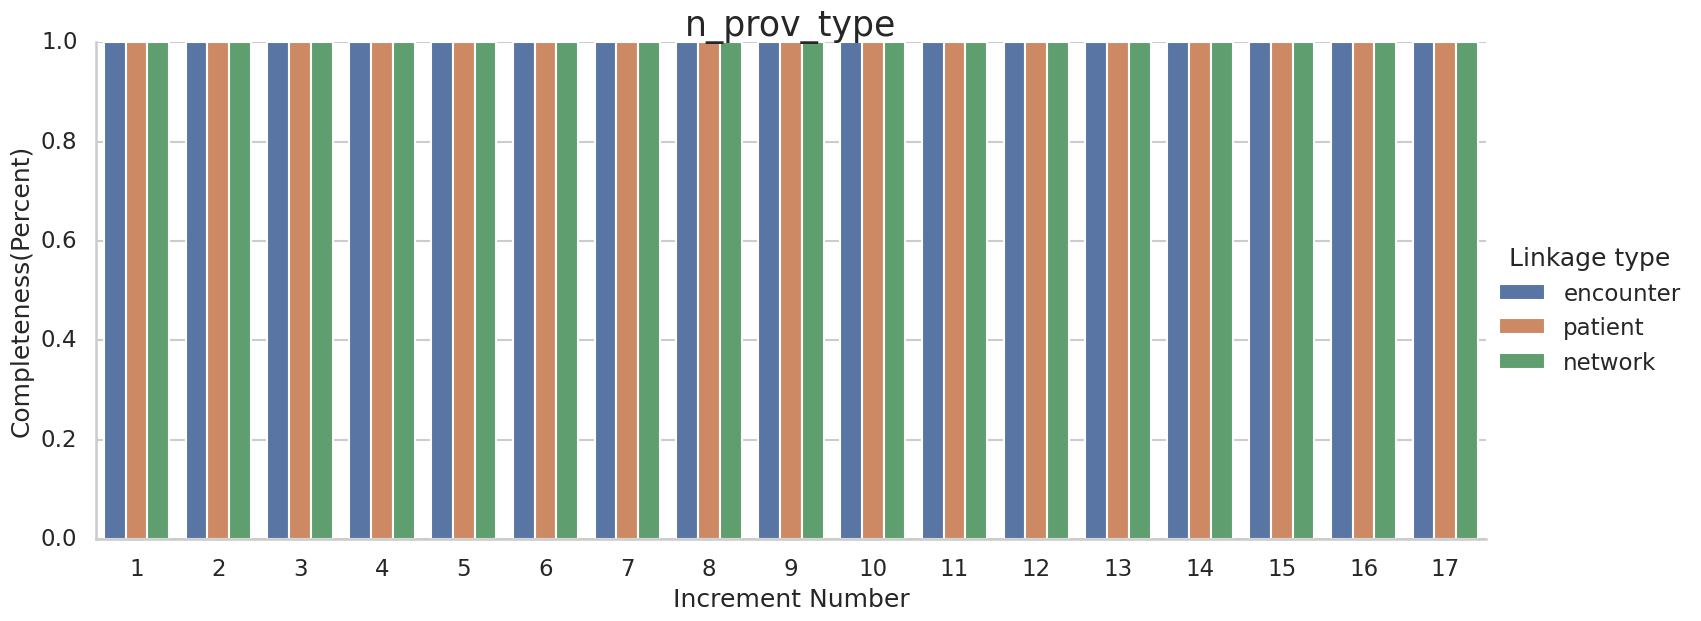 n_prov_type
Completeness(Percent)
1.0
0.8
0.6
0.4
0.2
0.0
1 2 3 4 5 6 7 8 9 10 11 12 13 14 15 16 17
Increment Number
Linkage type
encounter
patient
network